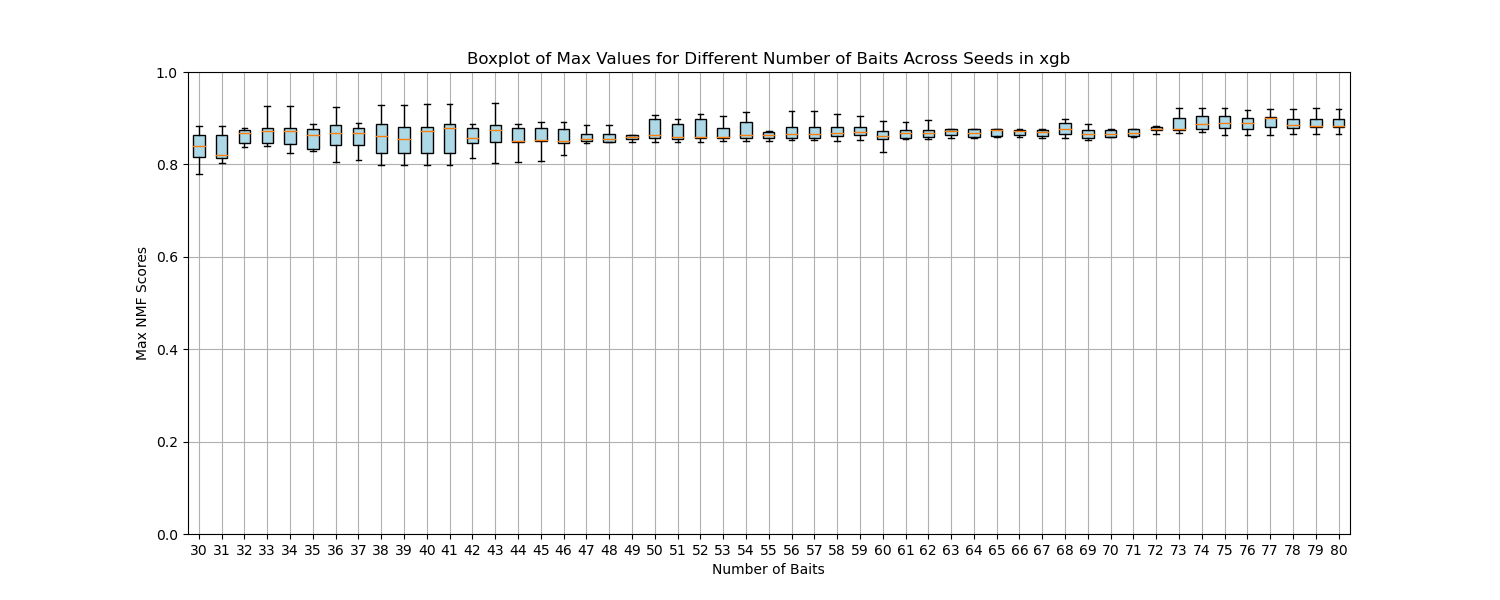 Boxplot of Max Values for Different Number of Baits Across Seeds in xgb
1.0
0.8
0.6
0.4
0.2
0.0
Max NMF Scores
30 31 32 33 34 35 36 37 38 39 40 41 42 43 44 45 46 47 48 49 50 51 52 53 54 55 56 57 58 59 60 61 62 63 64 65 66 67 68 69 70 71 72 73 74 75 76 77 78 79 80
Number of Baits